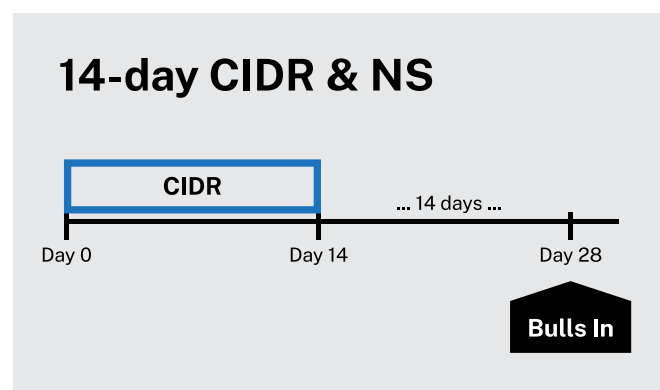 14-day CIDR & NS
CIDR
... 14 days ...
Day 0
Day 14
Day 28
Bulls In